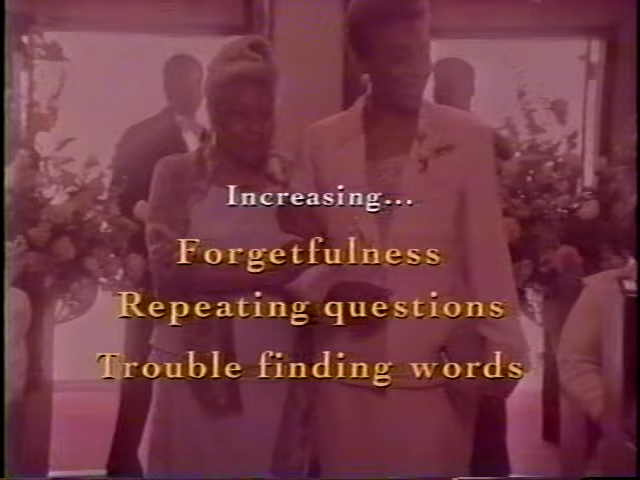 Increasing...
Forgetfulness
Repeating questions
Trouble finding words